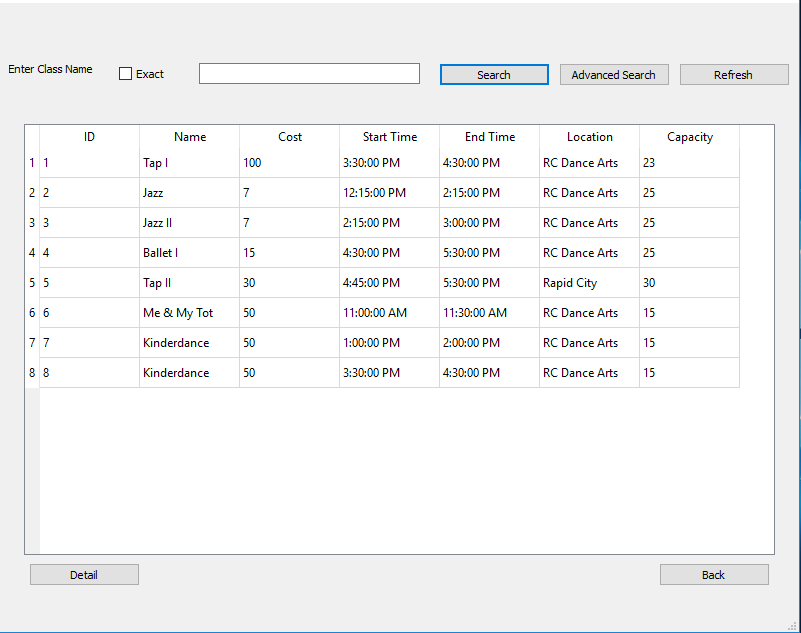 Enter Class Name Exact Search Advanced Search Refresh
ID Name Cost Start Time End Time Location Capacity
1 1 Tap I 100 3:30:00 PM 4:30:00 PM RC Dance Arts 23
2 2 Jazz 7 12:15:00 PM 2:15:00 PM RC Dance Arts 25
3 3 Jazz II 7 2:15:00 PM 3:00:00 PM RC Dance Arts 25
4 4 Ballet I 15 4:30:00 PM 5:30:00 PM RC Dance Arts 25
5 5 Tap II 30 4:45:00 PM 5:30:00 PM Rapid City 30
6 6 Me & My Tot 50 11:00:00 AM 11:30:00 AM RC Dance Arts 15
7 7 Kinderdance 50 1:00:00 PM 2:00:00 PM RC Dance Arts 15
8 8 Kinderdance 50 3:30:00 PM 4:30:00 PM RC Dance Arts 15
Detail Back